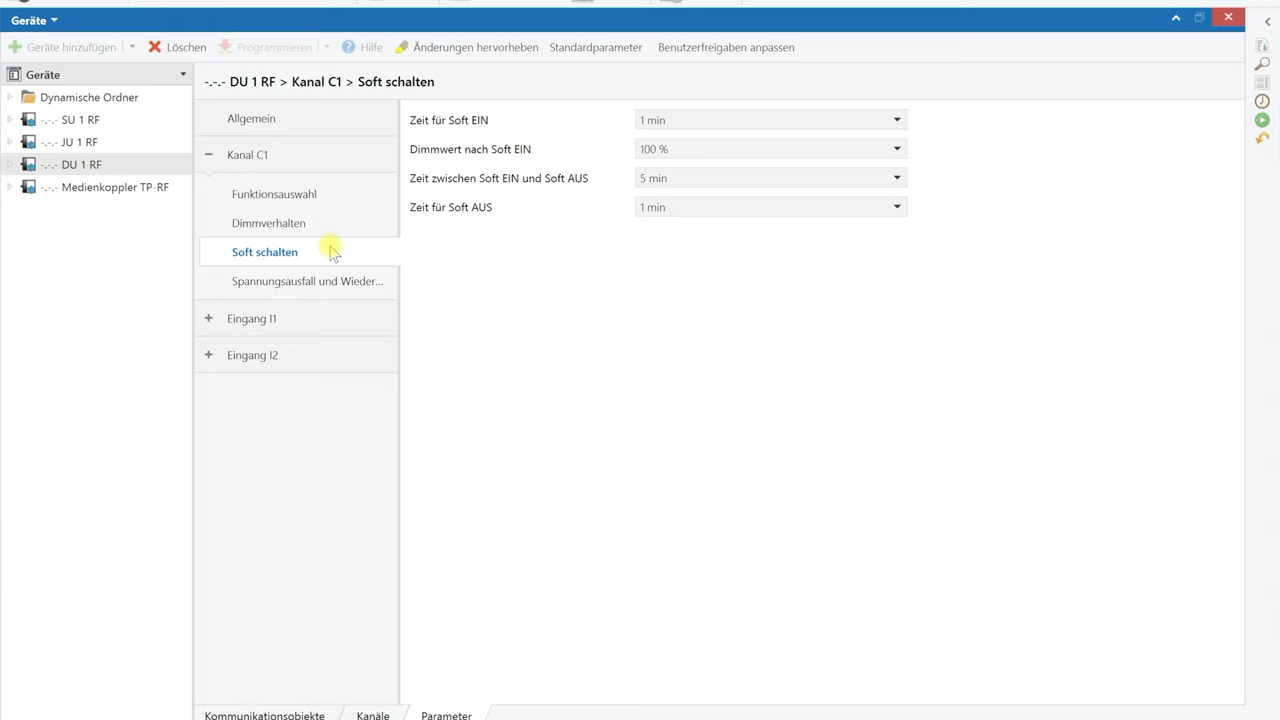 Geräte
Geräte hinzufügen
Löschen
Programmieren
Hilfe
Änderungen hervorheben
Standardparameter
Benutzerfreigaben anpassen
Geräte
Dynamische Ordner
-.-.- SU 1 RF
-.-.- JU 1 RF
-.-.- DU 1 RF
-.-.- Medienkoppler TP-RF
-.-.- DU 1 RF > Kanal C1 > Soft schalten
Allgemein
Kanal C1
Funktionsauswahl
Dimmverhalten
Soft schalten
Spannungsausfall und Wieder...
Eingang I1
Eingang I2
Zeit für Soft EIN
1 min
Dimmwert nach Soft EIN
100 %
Zeit zwischen Soft EIN und Soft AUS
5 min
Zeit für Soft AUS
1 min
Kommunikationsobjekte
Kanäle
Parameter